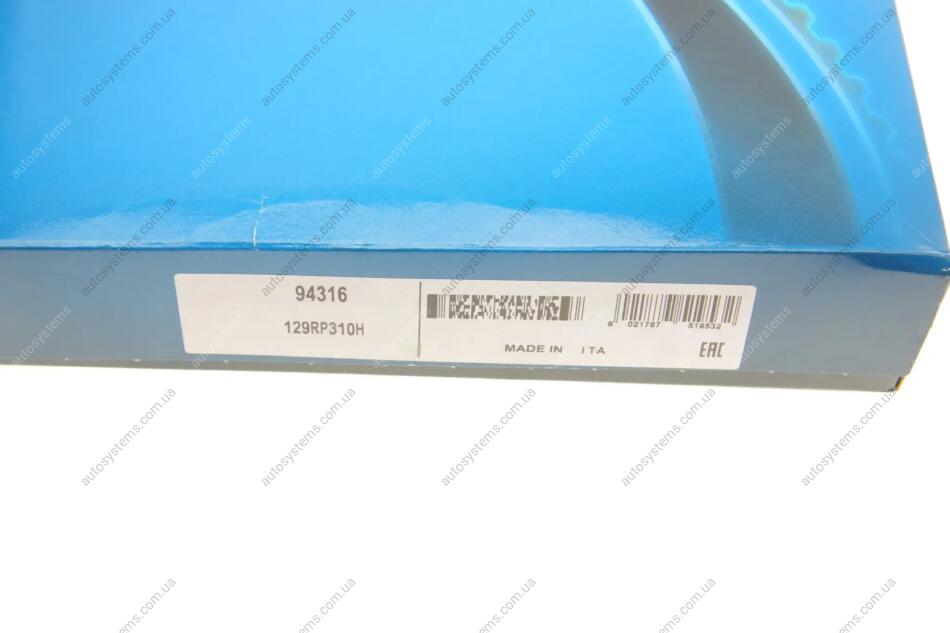 94316
129RP310H
MADE IN ITA
8 021787 519532
EAC
autosystems.com.ua